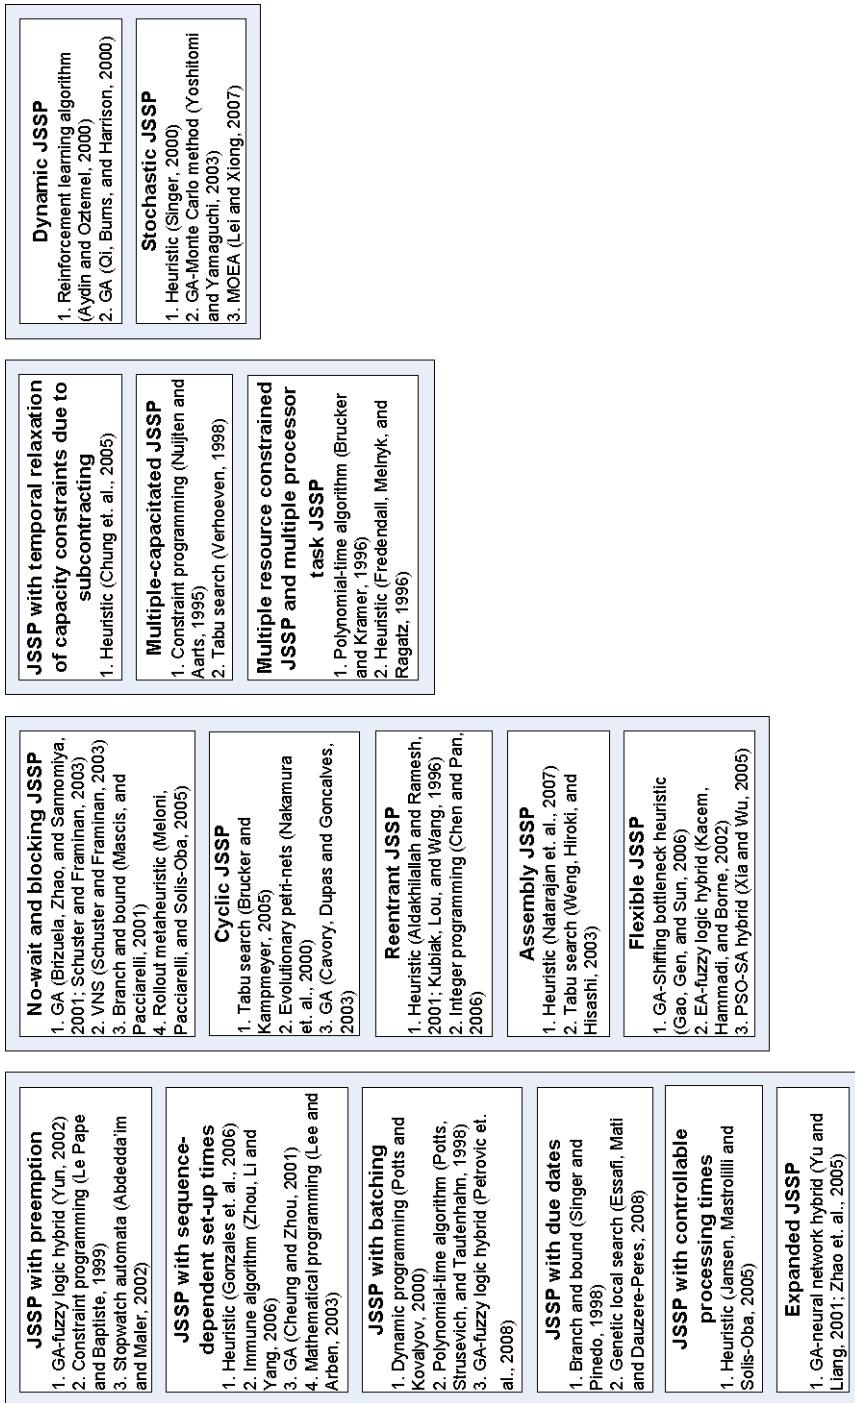 JSSP with preemption
1. GA-fuzzy logic hybrid (Yun, 2002)
2. Constraint programming (Le Pape
and Baptiste, 1999)
3. Stopwatch automata (Abdedda'im
and Maler, 2002)
JSSP with sequence-
dependent set-up times
1. Heuristic (Gonzales et. al., 2006)
2. Immune algorithm (Zhou, Li and
Yang, 2006)
3. GA (Cheung and Zhou, 2001)
4. Mathematical programming (Lee and
Arben, 2003)
JSSP with batching
1. Dynamic programming (Potts and
Kovalyov, 2000)
2. Polynomial-time algorithm (Potts,
Strusevich, and Tautenhahn, 1998)
3. GA-fuzzy logic hybrid (Petrovic et.
al., 2008)
JSSP with due dates
1. Branch and bound (Singer and
Pinedo, 1998)
2. Genetic local search (Essafi, Mati
and Dauzere-Peres, 2008)
JSSP with controllable
processing times
1. Heuristic (Jansen, Mastrolilli and
Solis-Oba, 2005)
Expanded JSSP
1. GA-neural network hybrid (Yu and
Liang, 2001; Zhao et. al., 2005)
No-wait and blocking JSSP
1. GA (Brizuela, Zhao, and Sannomiya,
2001; Schuster and Framinan, 2003)
2. VNS (Schuster and Framinan, 2003)
3. Branch and bound (Mascis, and
Pacciarelli, 2001)
4. Rollout metaheuristic (Meloni,
Pacciarelli, and Solis-Oba, 2005)
Cyclic JSSP
1. Tabu search (Brucker and
Kampmeyer, 2005)
2. Evolutionary petri-nets (Nakamura
et. al., 2000)
3. GA (Cavory, Dupas and Goncalves,
2003)
Reentrant JSSP
1. Heuristic (Aldakhilallah and Ramesh,
2001; Kubiak, Lou, and Wang, 1996)
2. Integer programming (Chen and Pan,
2006)
Assembly JSSP
1. Heuristic (Natarajan et. al., 2007)
2. Tabu search (Weng, Hiroki, and
Hisashi, 2003)
Flexible JSSP
1. GA-Shifting bottleneck heuristic
(Gao, Gen, and Sun, 2006)
2. EA-fuzzy logic hybrid (Kacem,
Hammadi, and Borne, 2002)
3. PSO-SA hybrid (Xia and Wu, 2005)
JSSP with temporal relaxation
of capacity constraints due to
subcontracting
1. Heuristic (Chung et. al., 2005)
Multiple-capacitated JSSP
1. Constraint programming (Nuijten and
Aarts, 1995)
2. Tabu search (Verhoeven, 1998)
Multiple resource constrained
JSSP and multiple processor
task JSSP
1. Polynomial-time algorithm (Brucker
and Kramer, 1996)
2. Heuristic (Fredendall, Melnyk, and
Ragatz, 1996)
Dynamic JSSP
1. Reinforcement learning algorithm
(Aydin and Oztemel, 2000)
2. GA (Qi, Burns, and Harrison, 2000)
Stochastic JSSP
1. Heuristic (Singer, 2000)
2. GA-Monte Carlo method (Yoshitomi
and Yamaguchi, 2003)
3. MOEA (Lei and Xiong, 2007)